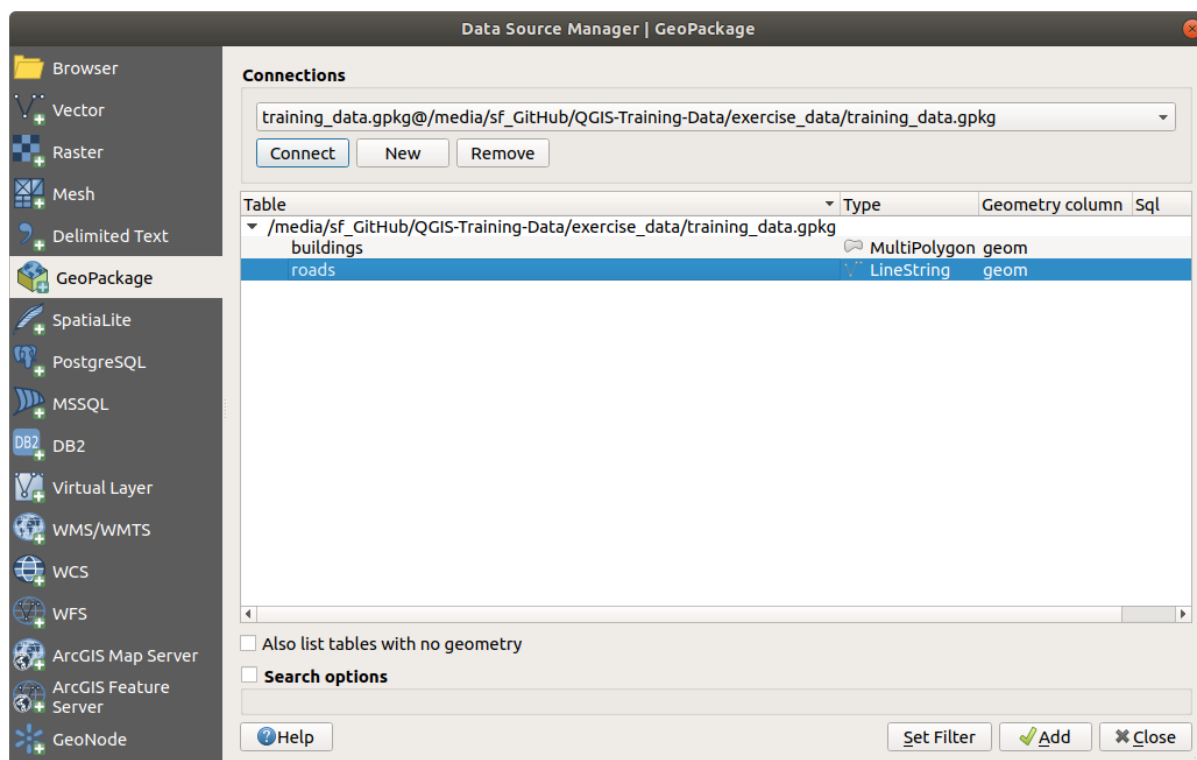 Data Source Manager | GeoPackage
Browser
Vector
Raster
Mesh
Delimited Text
GeoPackage
SpatiaLite
PostgreSQL
MSSQL
DB2
DB2
Virtual Layer
WMS/WMTS
WCS
WFS
ArcGIS Map Server
ArcGIS Feature
Server
GeoNode
Connections
training_data.gpkg@/media/sf_GitHub/QGIS-Training-Data/exercise_data/training_data.gpkg
Connect New Remove
Table Type Geometry column Sql
/media/sf_GitHub/QGIS-Training-Data/exercise_data/training_data.gpkg
buildings MultiPolygon geom
roads LineString geom
Also list tables with no geometry
Search options
Help Set Filter Add Close